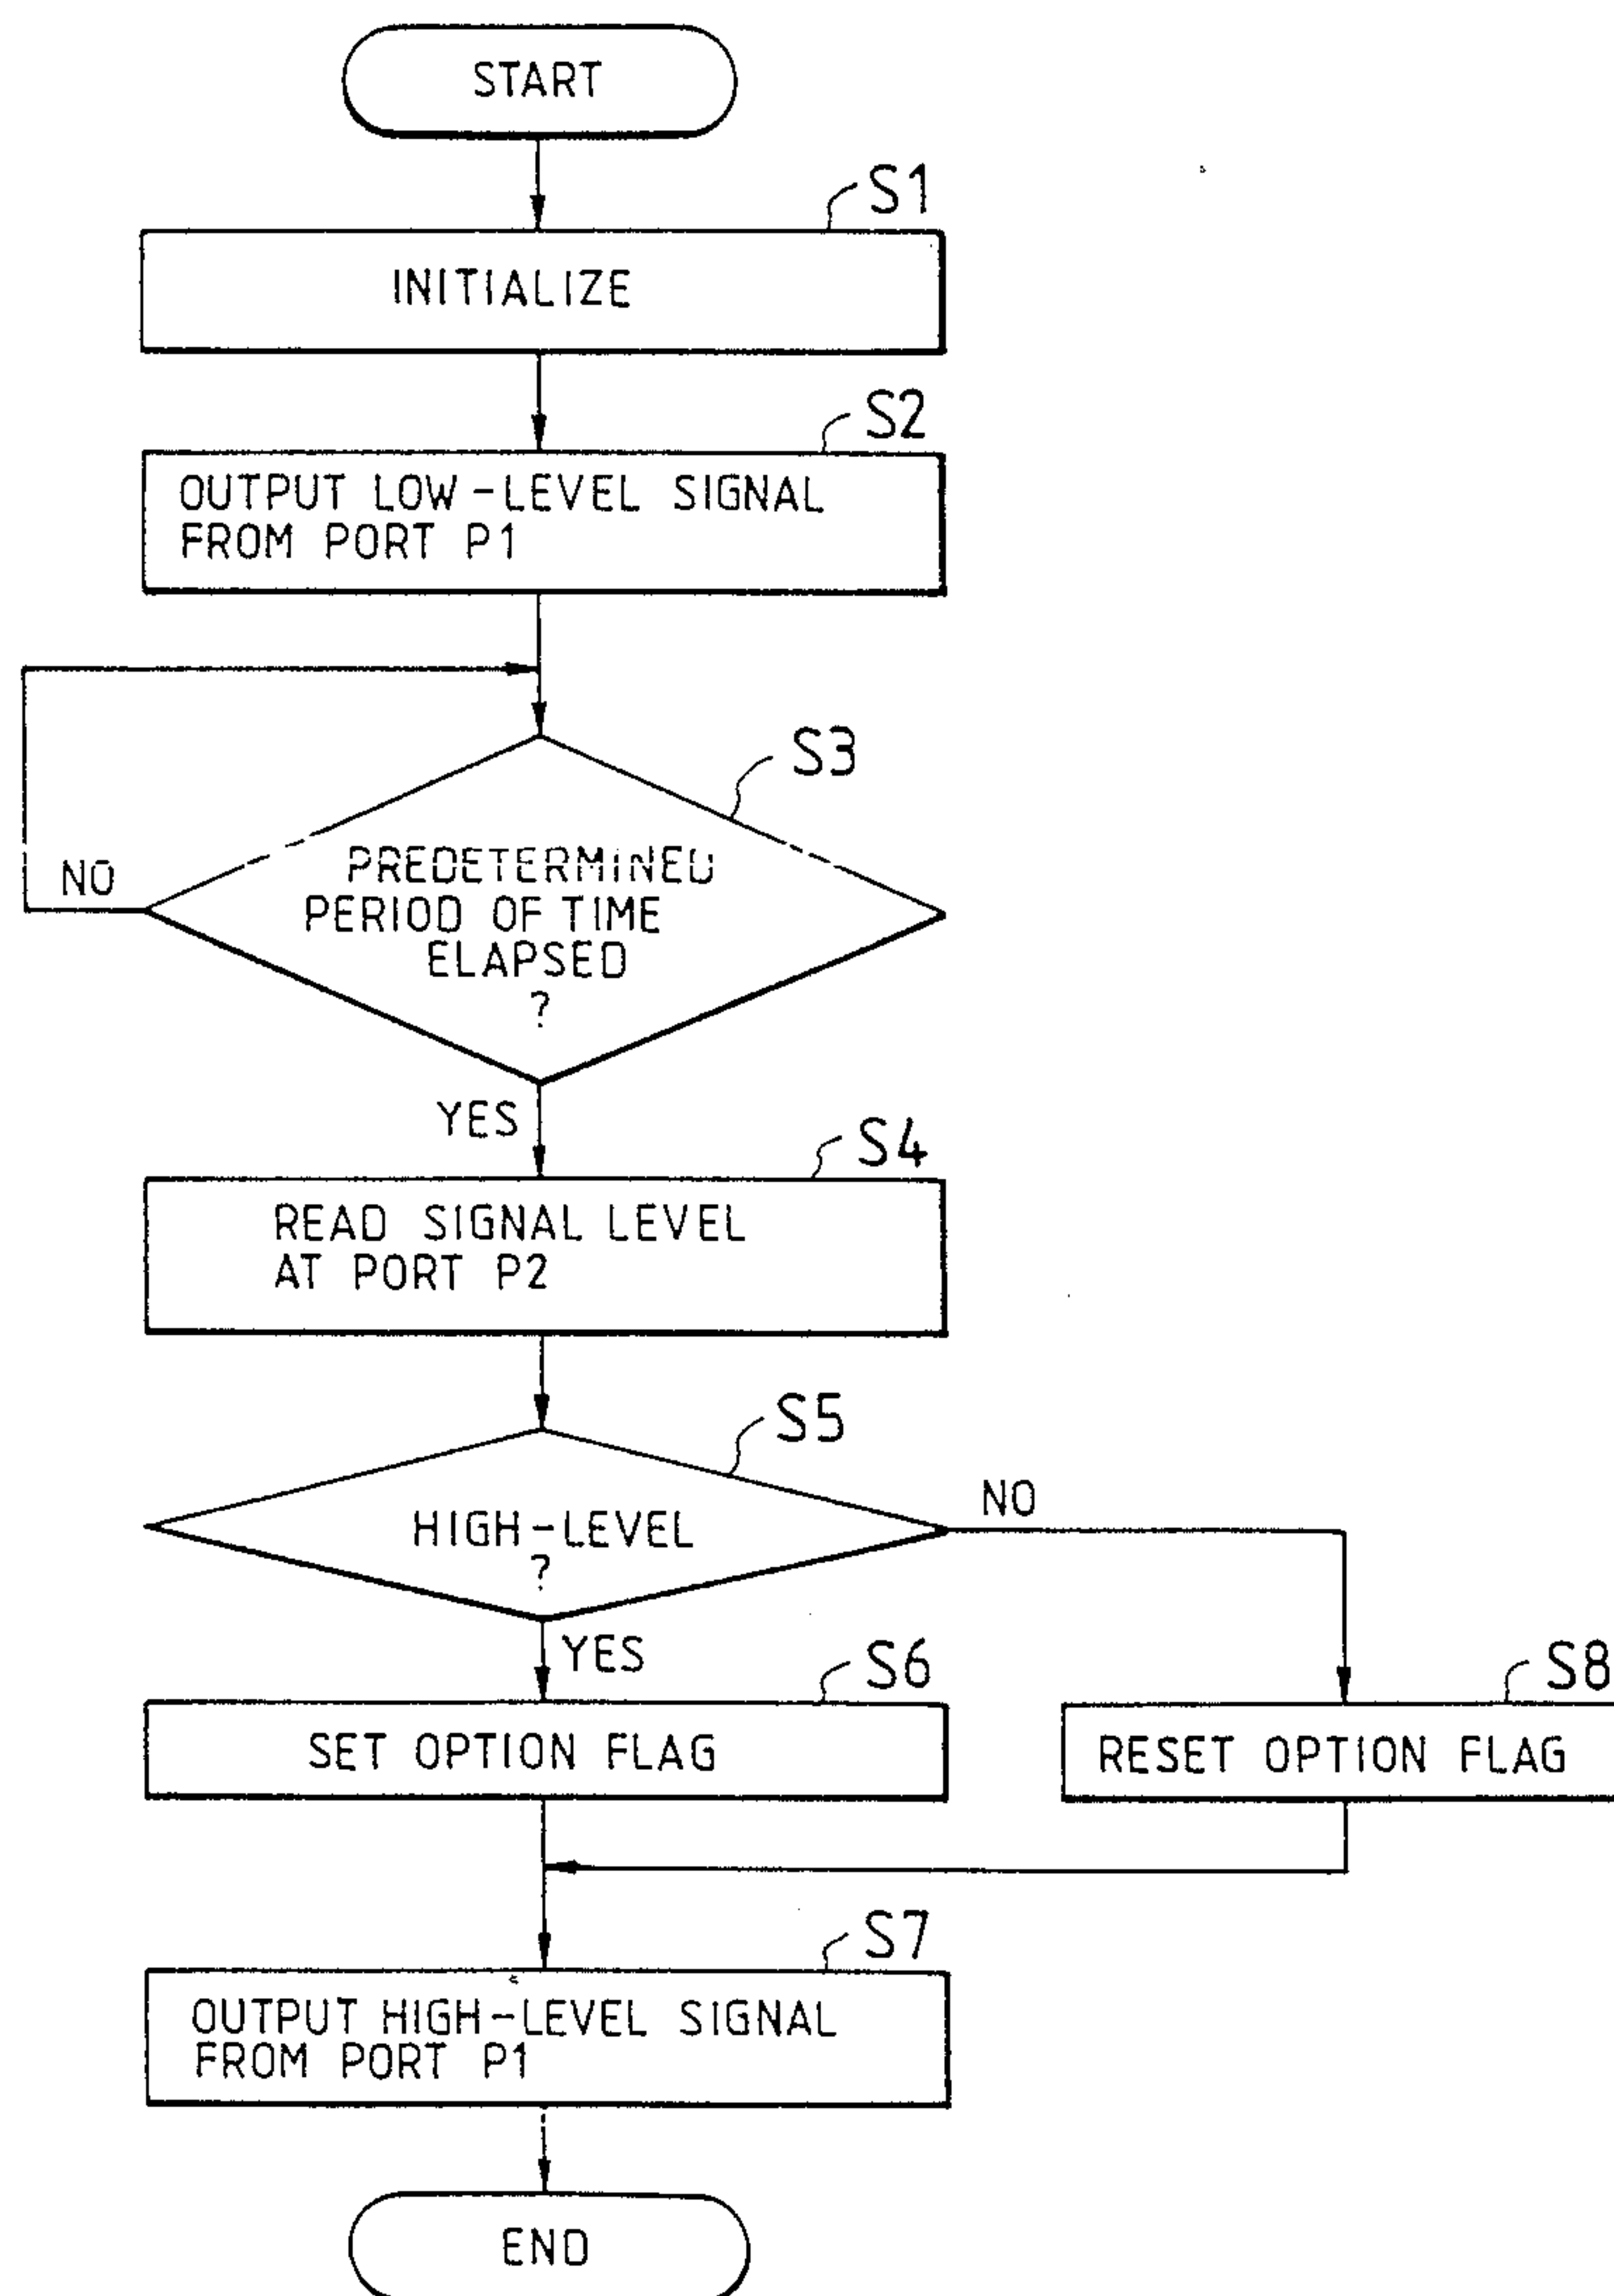 START
S1
INITIALIZE
S2
OUTPUT LOW-LEVEL SIGNAL
FROM PORT P1
S3
NO
PREDETERMINED
PERIOD OF TIME
ELAPSED
?
YES
S4
READ SIGNAL LEVEL
AT PORT P2
S5
NO
HIGH-LEVEL
?
YES
S6
S8
SET OPTION FLAG
RESET OPTION FLAG
S7
OUTPUT HIGH-LEVEL SIGNAL
FROM PORT P1
END